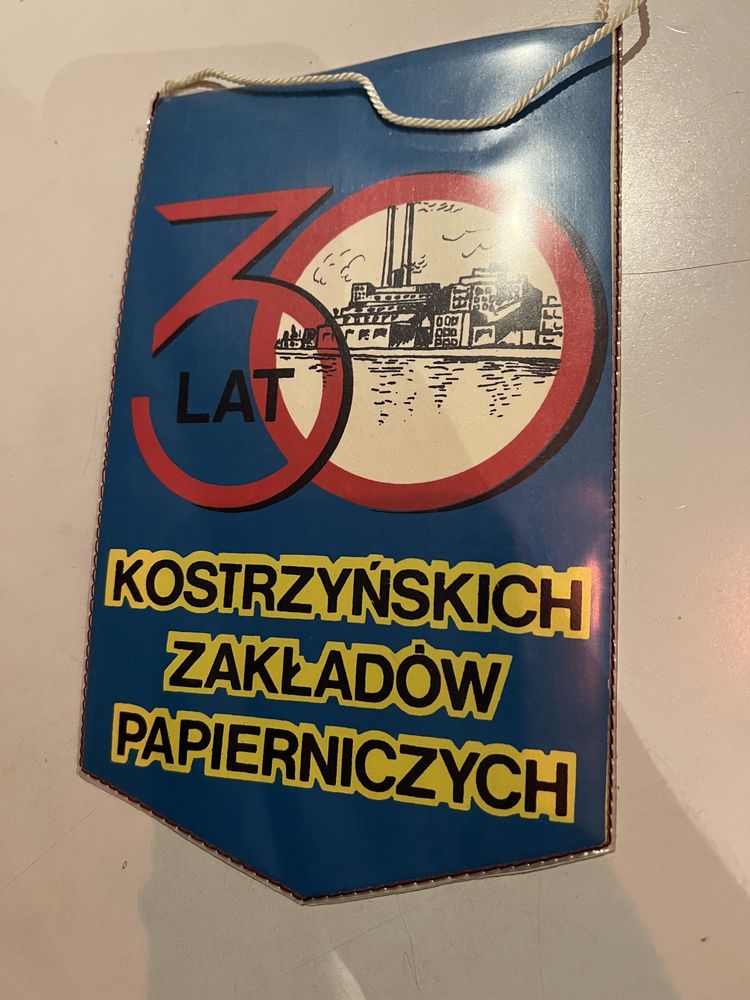 30
LAT
KOSTRZYŃSKICH
ZAKŁADÓW
PAPIERNICZYCH